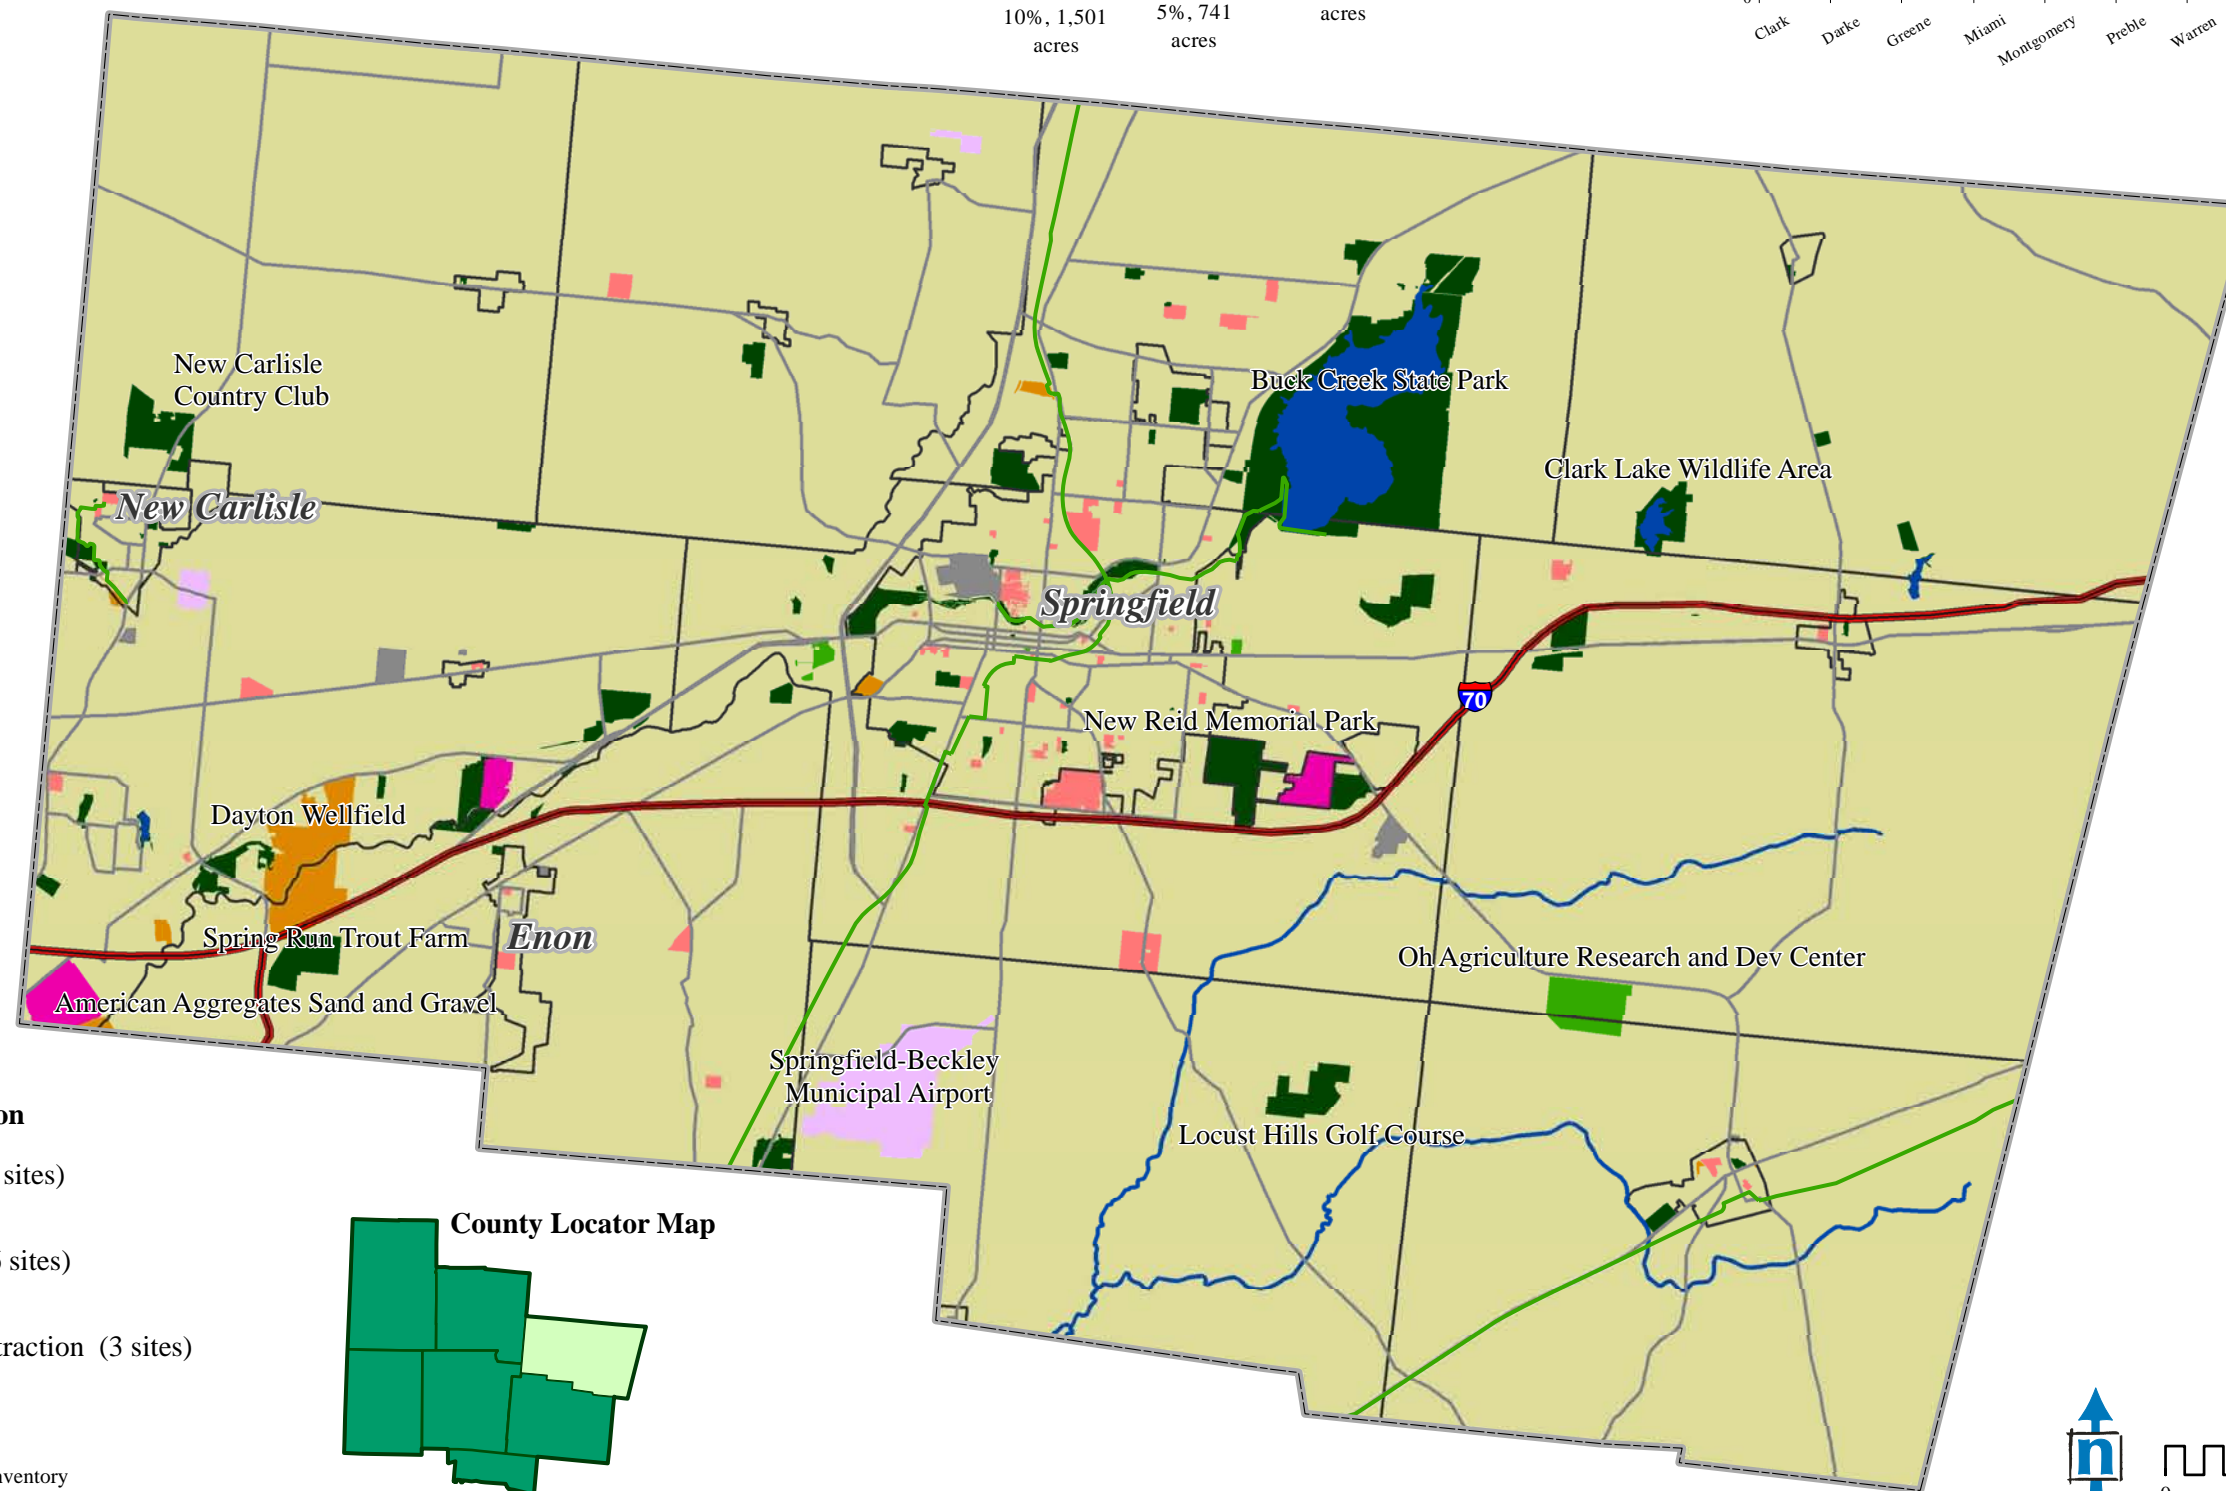 10%, 1,501
acres
5%, 741
acres
acres
Clark
Darke
Greene
Miami
Montgomery
Preble
Warren
New Carlisle
Country Club
Buck Creek State Park
Clark Lake Wildlife Area
New Carlisle
Springfield
70
New Reid Memorial Park
Dayton Wellfield
Spring Run Trout Farm
Enon
Oh Agriculture Research and Dev Center
American Aggregates Sand and Gravel
Springfield-Beckley
Municipal Airport
Locust Hills Golf Course
on
sites)
County Locator Map
sites)
traction (3 sites)
nventory
n